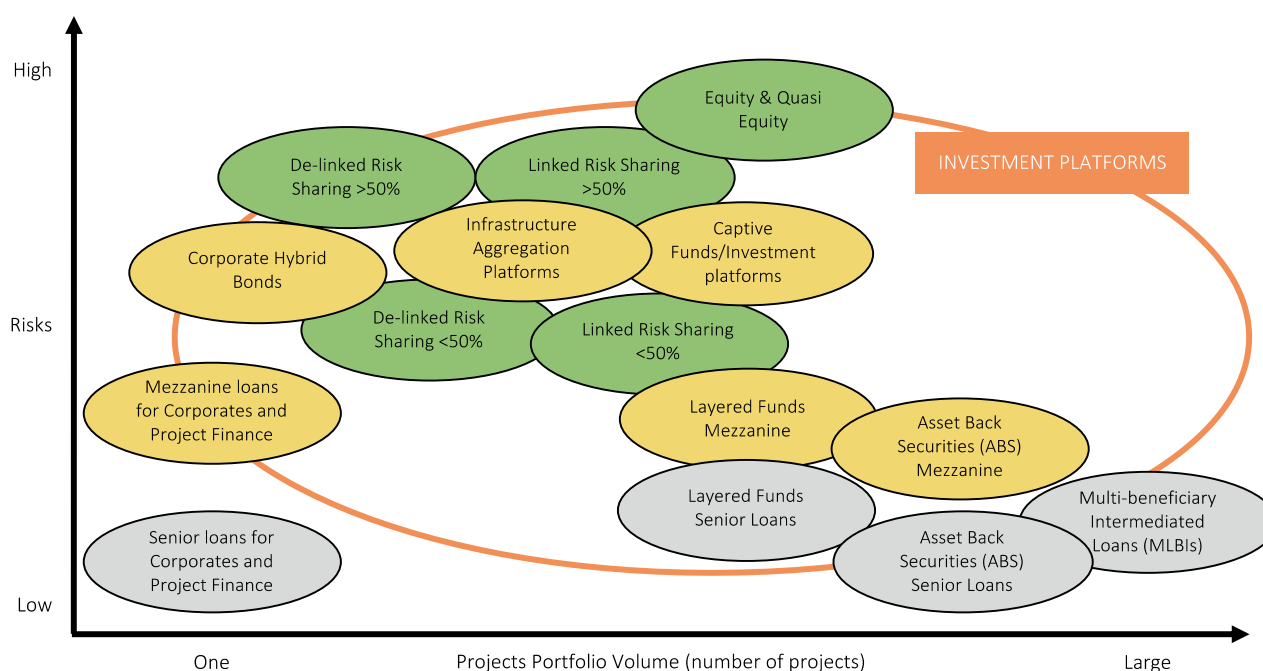 High
Equity & Quasi
Equity
INVESTMENT PLATFORMS
De-linked Risk
Sharing >50%
Linked Risk Sharing
>50%
Infrastructure
Aggregation
Platforms
Captive
Funds/Investment
platforms
Corporate Hybrid
Bonds
Risks
De-linked Risk
Sharing <50%
Linked Risk Sharing
<50%
Mezzanine loans
for Corporates and
Project Finance
Layered Funds
Mezzanine
Asset Back
Securities (ABS)
Mezzanine
Layered Funds
Senior Loans
Multi-beneficiary
Intermediated
Loans (MLBIs)
Senior loans for
Corporates and
Project Finance
Asset Back
Securities (ABS)
Senior Loans
Low
One
Projects Portfolio Volume (number of projects)
Large